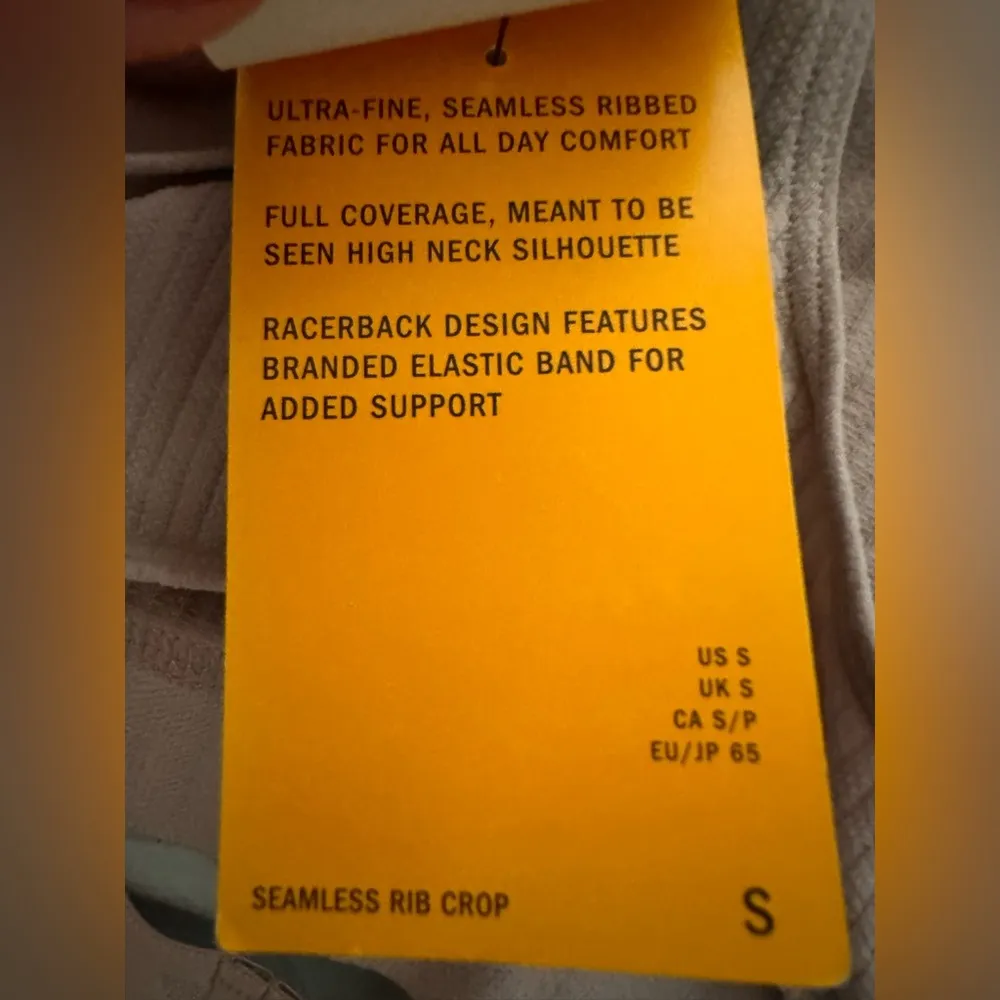 ULTRA-FINE, SEAMLESS RIBBED
FABRIC FOR ALL DAY COMFORT
FULL COVERAGE, MEANT TO BE
SEEN HIGH NECK SILHOUETTE
RACERBACK DESIGN FEATURES
BRANDED ELASTIC BAND FOR
ADDED SUPPORT
US S
UK S
CA S/P
EU/JP 65
SEAMLESS RIB CROP
S